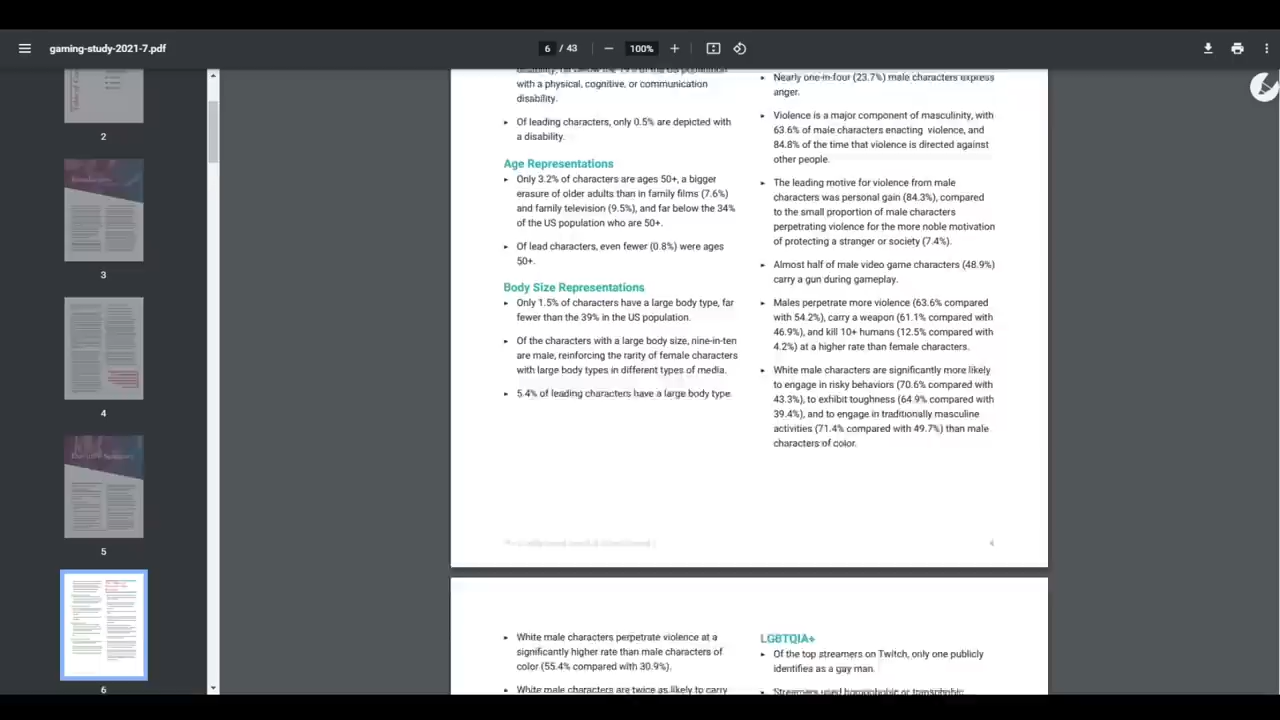 gaming-study-2021-7.pdf
6 / 43
100%
2
3
4
5
6
with a physical, cognitive, or communication
disability.
► Of leading characters, only 0.5% are depicted with
a disability.
Age Representations
► Only 3.2% of characters are ages 50+, a bigger
erasure of older adults than in family films (7.6%)
and family television (9.5%), and far below the 34%
of the US population who are 50+.
► Of lead characters, even fewer (0.8%) were ages
50+.
Body Size Representations
► Only 1.5% of characters have a large body type, far
fewer than the 39% in the US population.
► Of the characters with a large body size, nine-in-ten
are male, reinforcing the rarity of female characters
with large body types in different types of media.
► 5.4% of leading characters have a large body type.
► Nearly one-in-four (23.7%) male characters express
anger.
► Violence is a major component of masculinity, with
63.6% of male characters enacting violence, and
84.8% of the time that violence is directed against
other people.
► The leading motive for violence from male
characters was personal gain (84.3%), compared
to the small proportion of male characters
perpetrating violence for the more noble motivation
of protecting a stranger or society (7.4%).
► Almost half of male video game characters (48.9%)
carry a gun during gameplay.
► Males perpetrate more violence (63.6% compared
with 54.2%), carry a weapon (61.1% compared with
46.9%), and kill 10+ humans (12.5% compared with
4.2%) at a higher rate than female characters.
► White male characters are significantly more likely
to engage in risky behaviors (70.6% compared with
43.3%), to exhibit toughness (64.9% compared with
39.4%), and to engage in traditionally masculine
activities (71.4% compared with 49.7%) than male
characters of color.
4
► White male characters perpetrate violence at a
significantly higher rate than male characters of
color (55.4% compared with 30.9%).
► White male characters are twice as likely to carry
LGBTQIA+
► Of the top streamers on Twitch, only one publicly
identifies as a gay man.
► Streamers used homophobic or transphobic